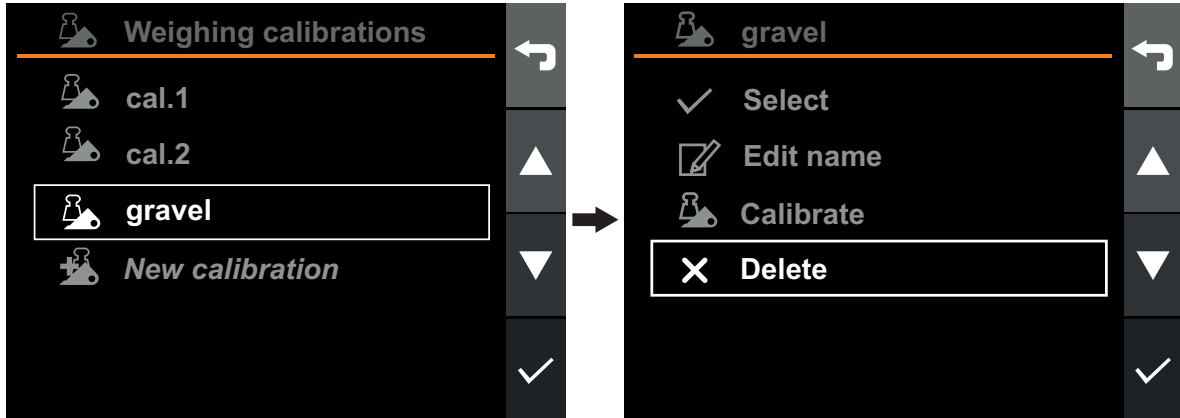 Weighing calibrations
cal.1
cal.2
gravel
New calibration
gravel
Select
Edit name
Calibrate
Delete